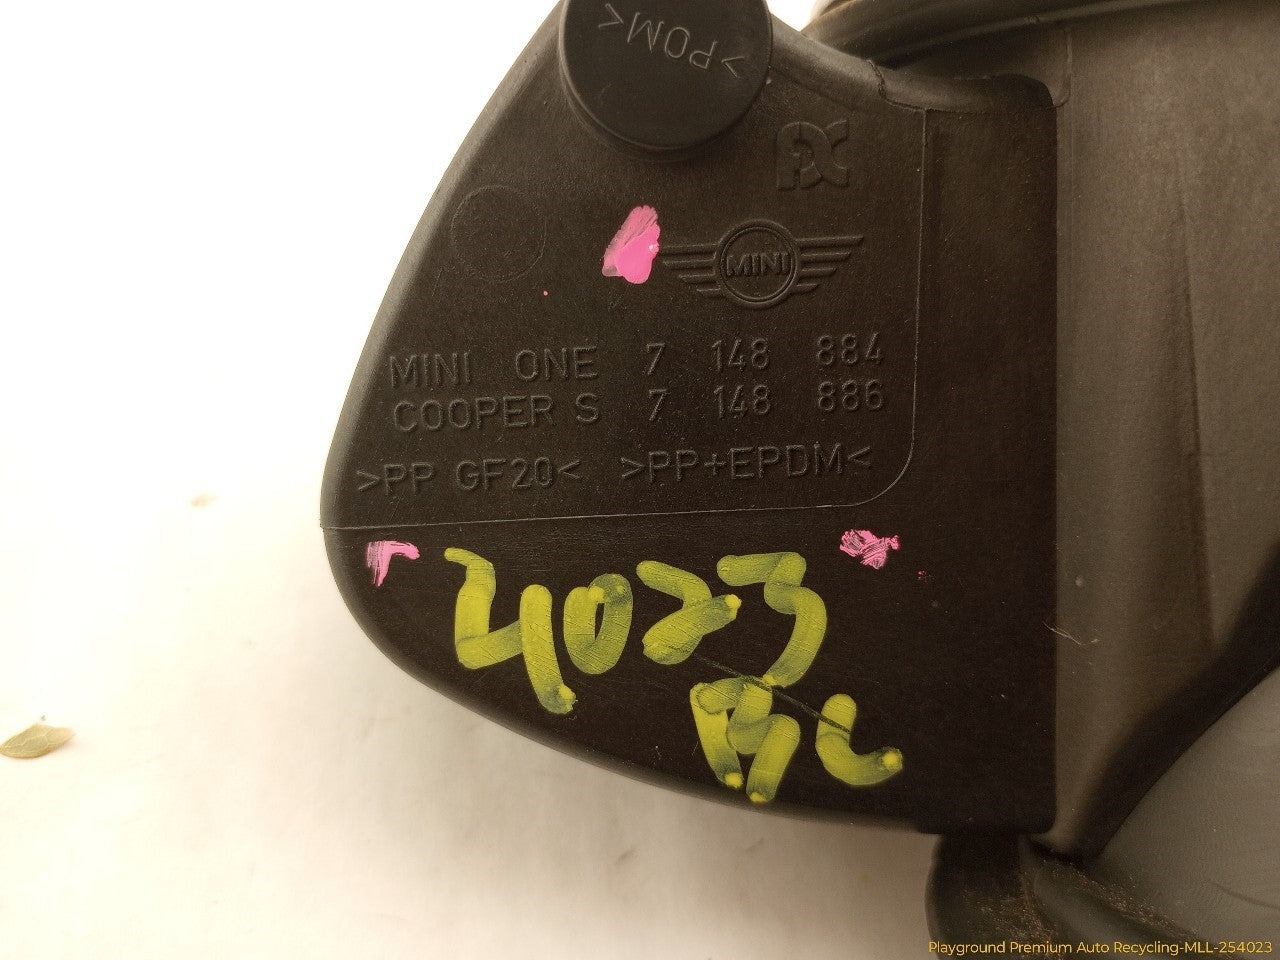 >POM<
MINI
MINI ONE 7 148 884
COOPER S 7 148 886
>PP GF20< >PP+EPDM<
4023
Playground Premium Auto Recycling-MLL-254023